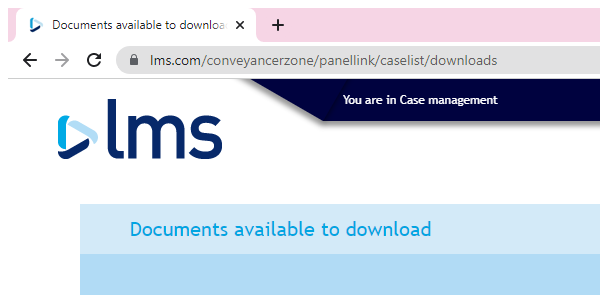 Documents available to downloa
lms.com/conveyancerzone/panellink/caselist/downloads
You are in Case management
lms
Documents available to download